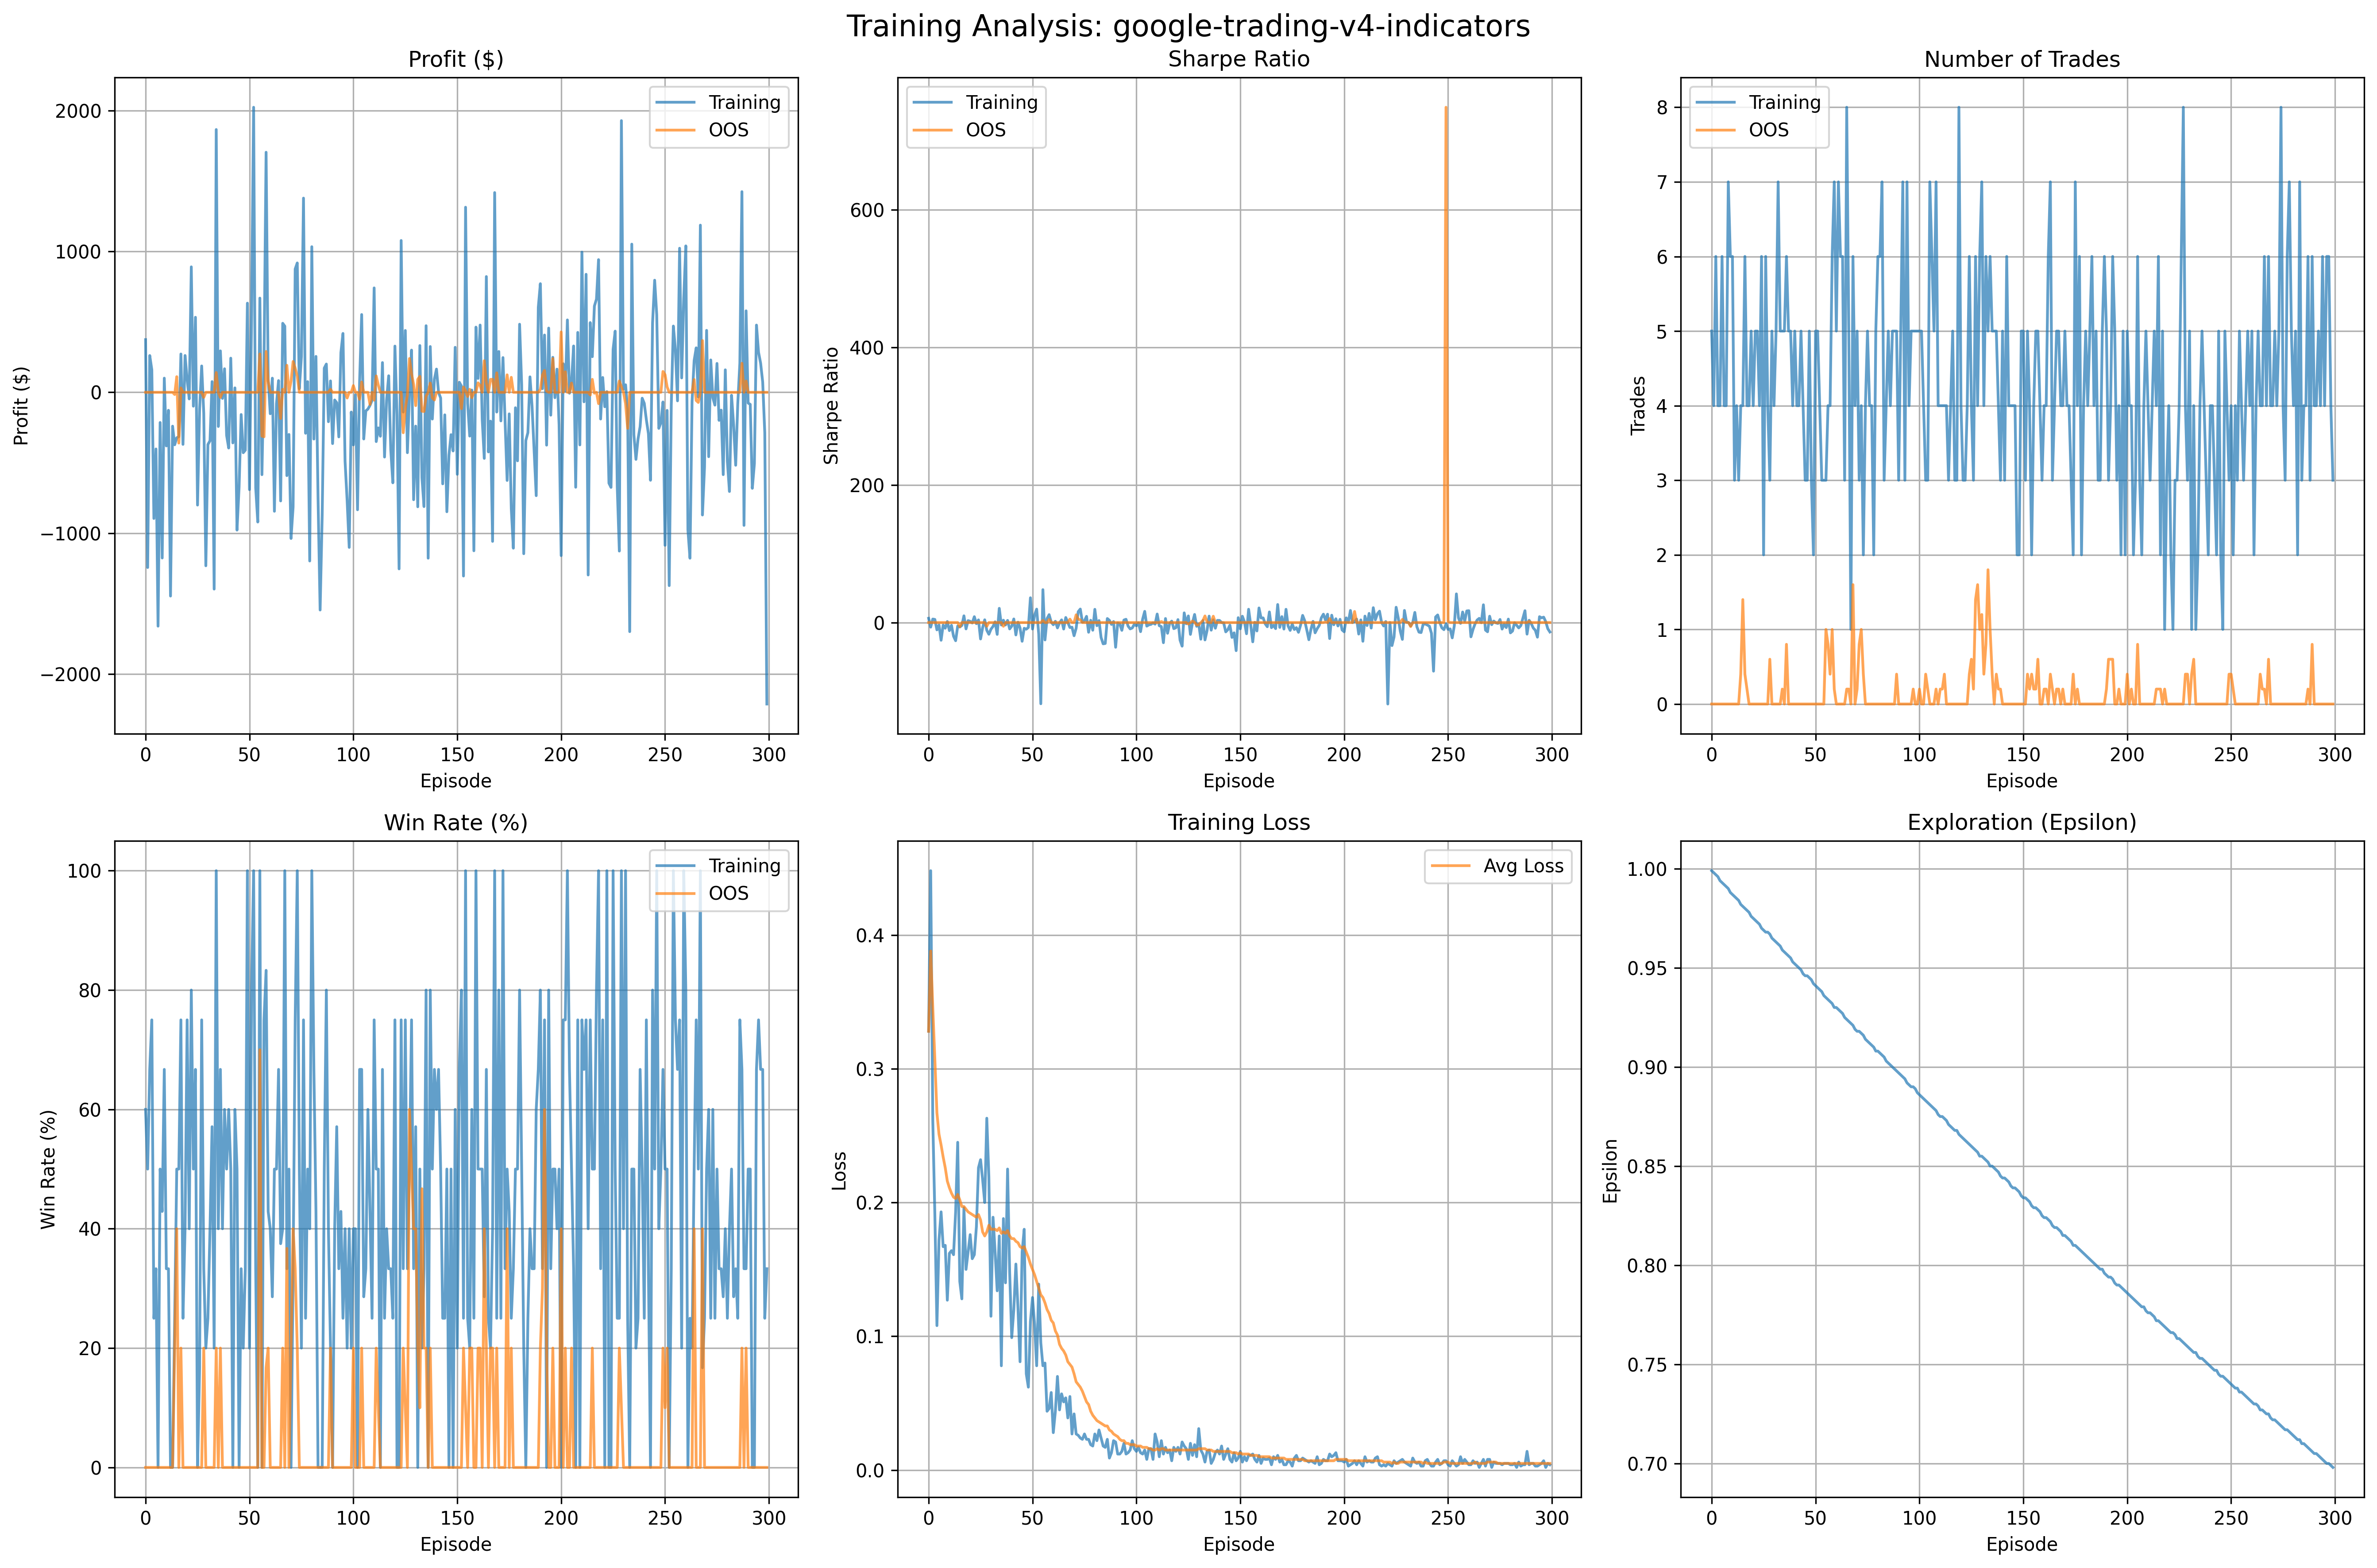 Training Analysis: google-trading-v4-indicators
Profit ($)
Training
OOS
2000
1000
0
−1000
−2000
Profit ($)
0 50 100 150 200 250 300
Episode
Sharpe Ratio
Training
OOS
600
400
200
0
Sharpe Ratio
0 50 100 150 200 250 300
Episode
Number of Trades
Training
OOS
8
7
6
5
4
3
2
1
0
Trades
0 50 100 150 200 250 300
Episode
Win Rate (%)
Training
OOS
100
80
60
40
20
0
Win Rate (%)
0 50 100 150 200 250 300
Episode
Training Loss
Avg Loss
0.4
0.3
0.2
0.1
0.0
Loss
0 50 100 150 200 250 300
Episode
Exploration (Epsilon)
1.00
0.95
0.90
0.85
0.80
0.75
0.70
Epsilon
0 50 100 150 200 250 300
Episode